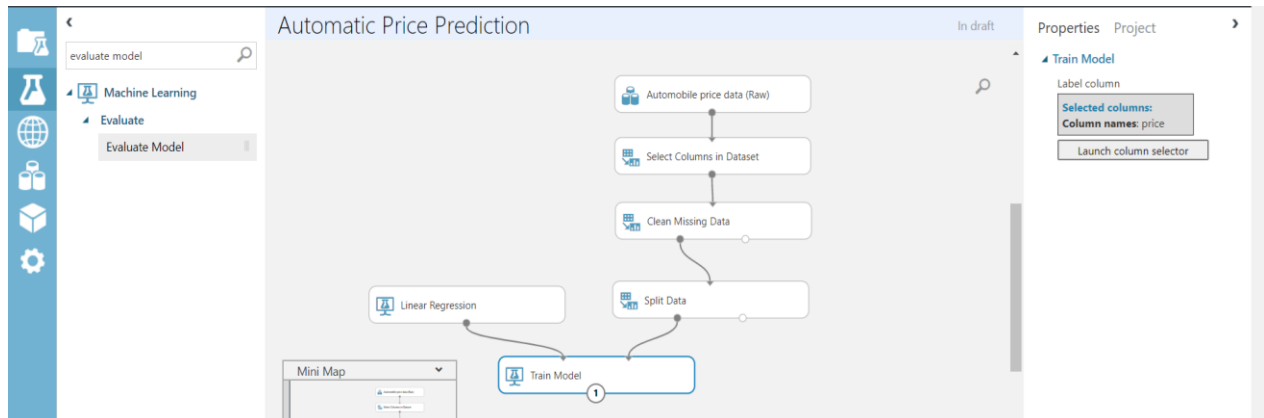 evaluate model
Machine Learning
Evaluate
Evaluate Model
Automatic Price Prediction
In draft
Automobile price data (Raw)
Select Columns in Dataset
Clean Missing Data
Linear Regression
Split Data
Train Model
1
Mini Map
Properties Project
Train Model
Label column
Selected columns:
Column names: price
Launch column selector